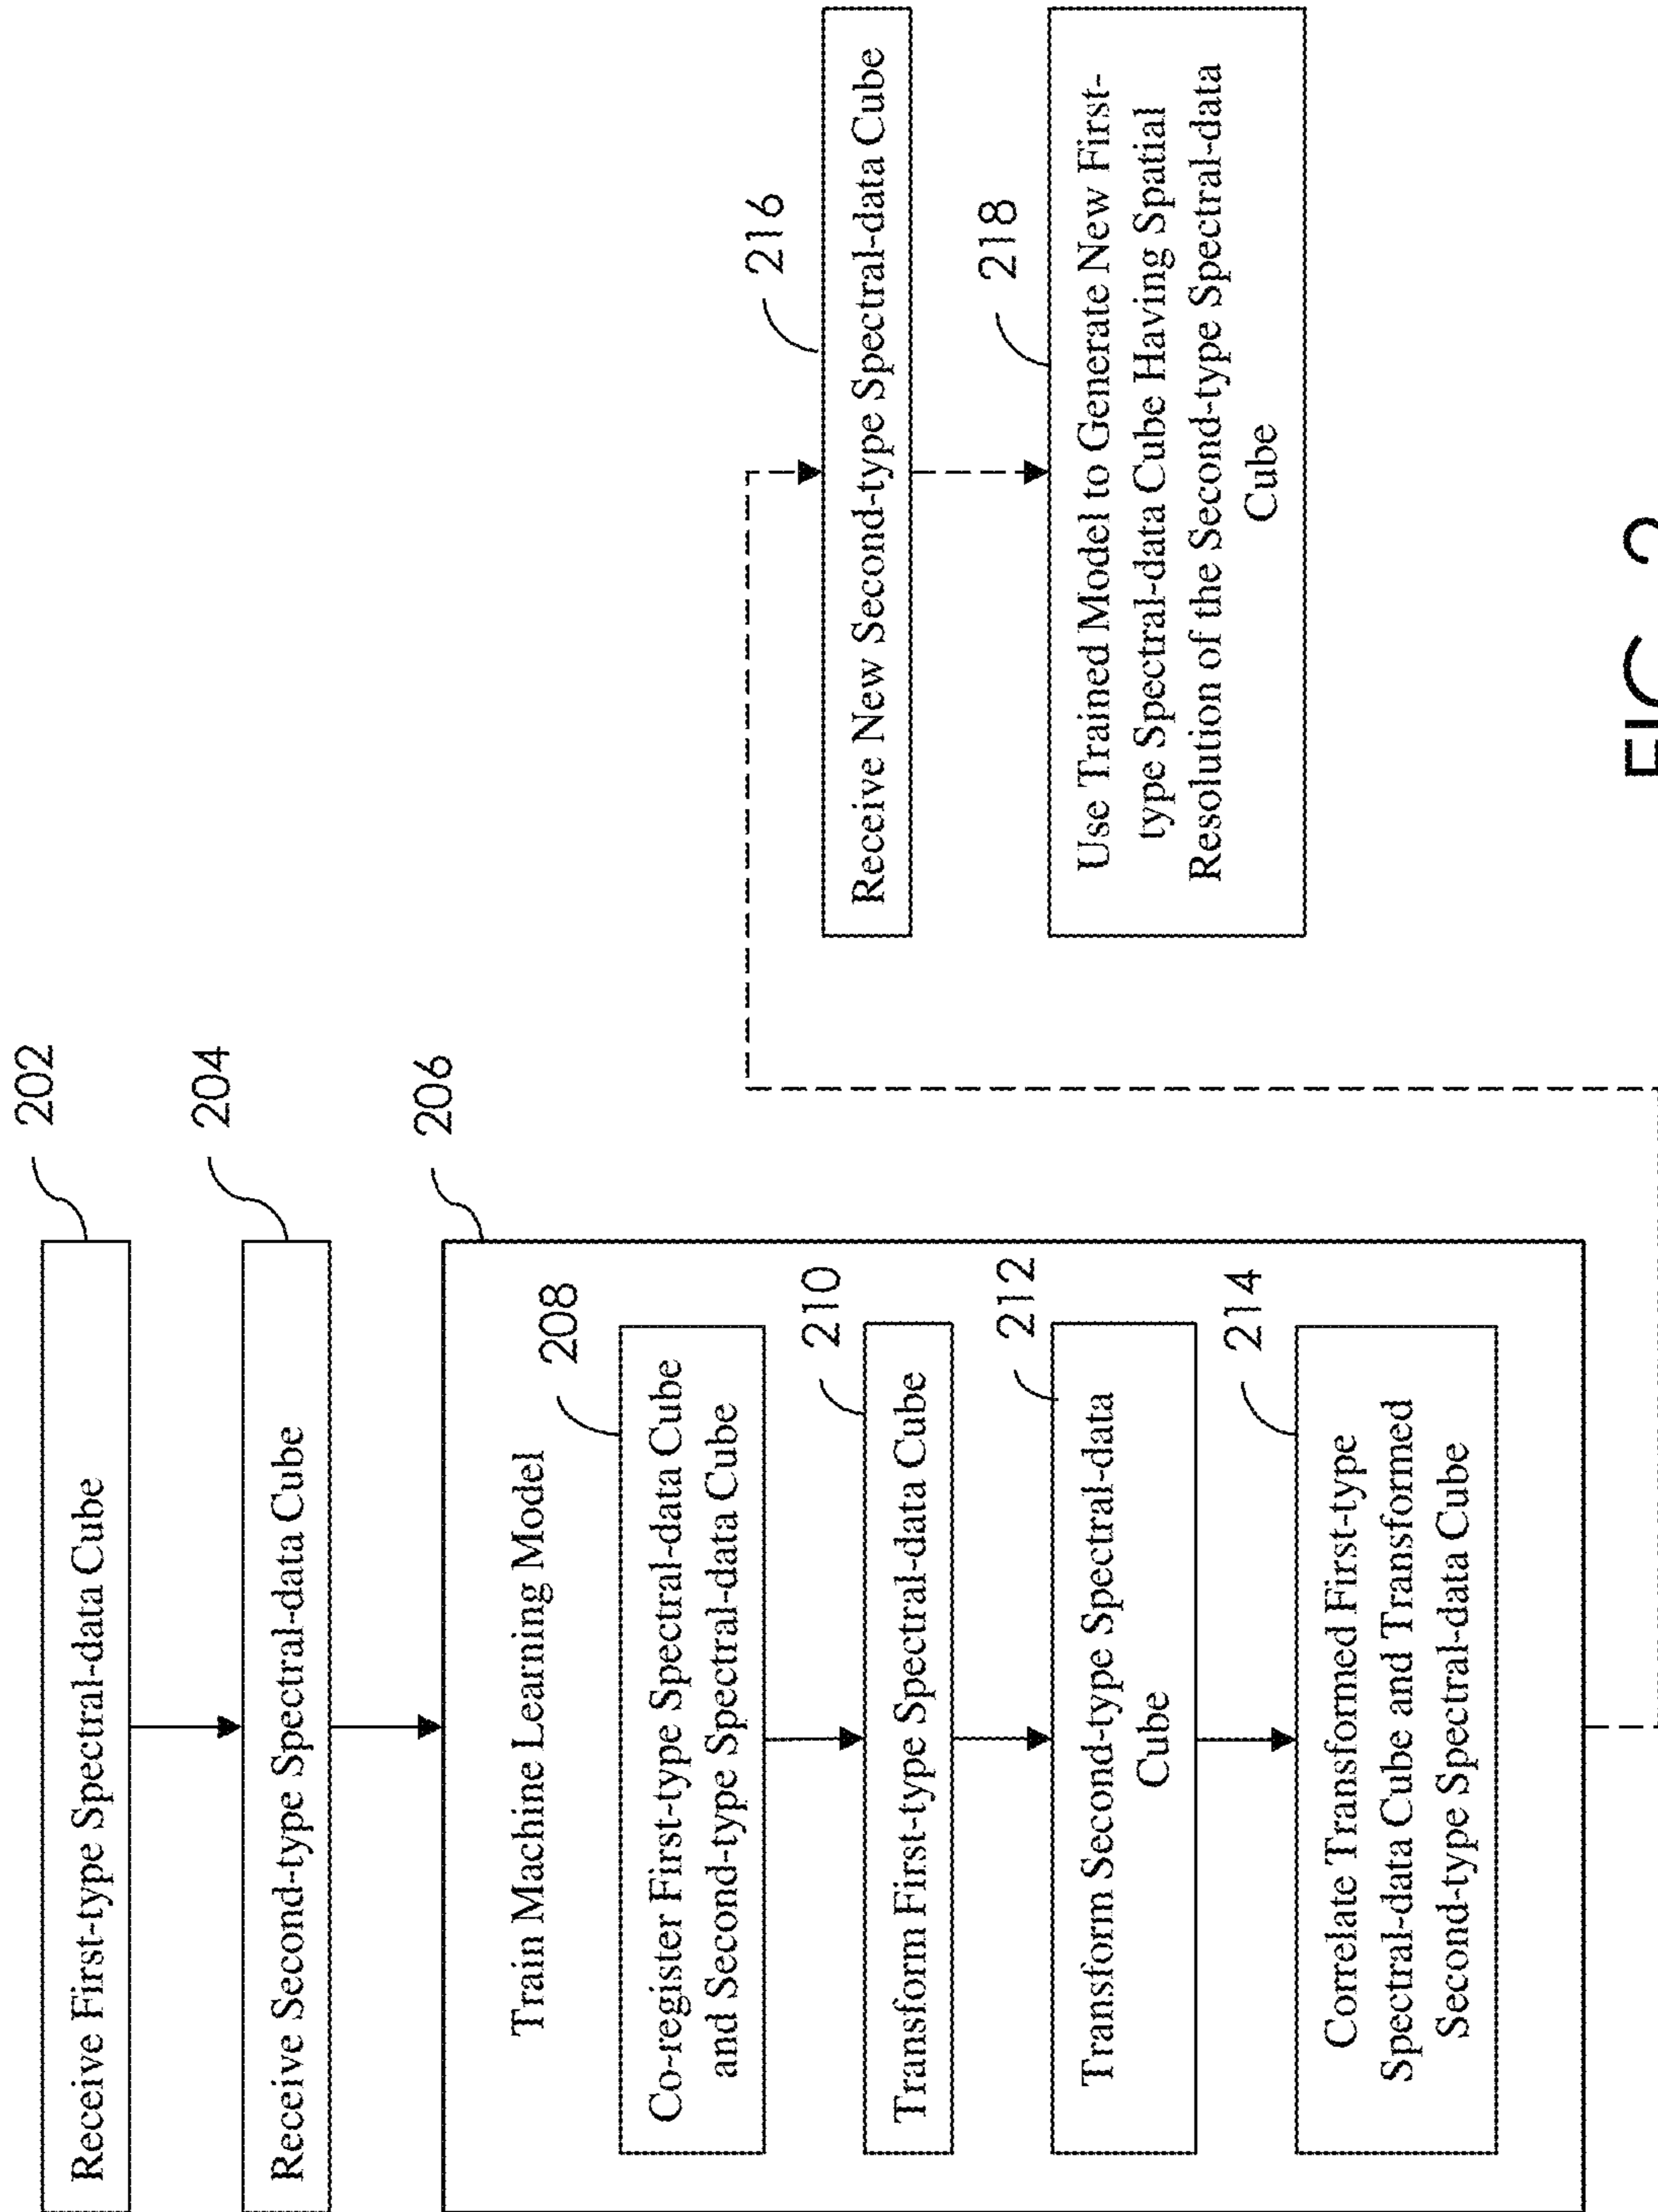 202
Receive First-type Spectral-data Cube
204
Receive Second-type Spectral-data Cube
206
Train Machine Learning Model
208
Co-register First-type Spectral-data Cube
and Second-type Spectral-data Cube
210
Transform First-type Spectral-data Cube
212
Transform Second-type Spectral-data
Cube
214
Correlate Transformed First-type
Spectral-data Cube and Transformed
Second-type Spectral-data Cube
216
Receive New Second-type Spectral-data Cube
218
Use Trained Model to Generate New First-
type Spectral-data Cube Having Spatial
Resolution of the Second-type Spectral-data
Cube